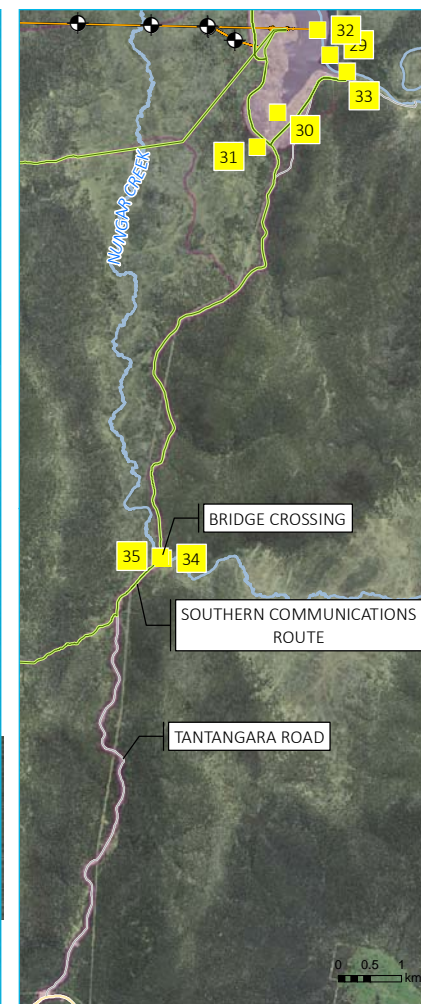 32
29
33
30
31
NUNGAR CREEK
BRIDGE CROSSING
35
34
SOUTHERN COMMUNICATIONS
ROUTE
TANTANGARA ROAD
0 0.5 1
km